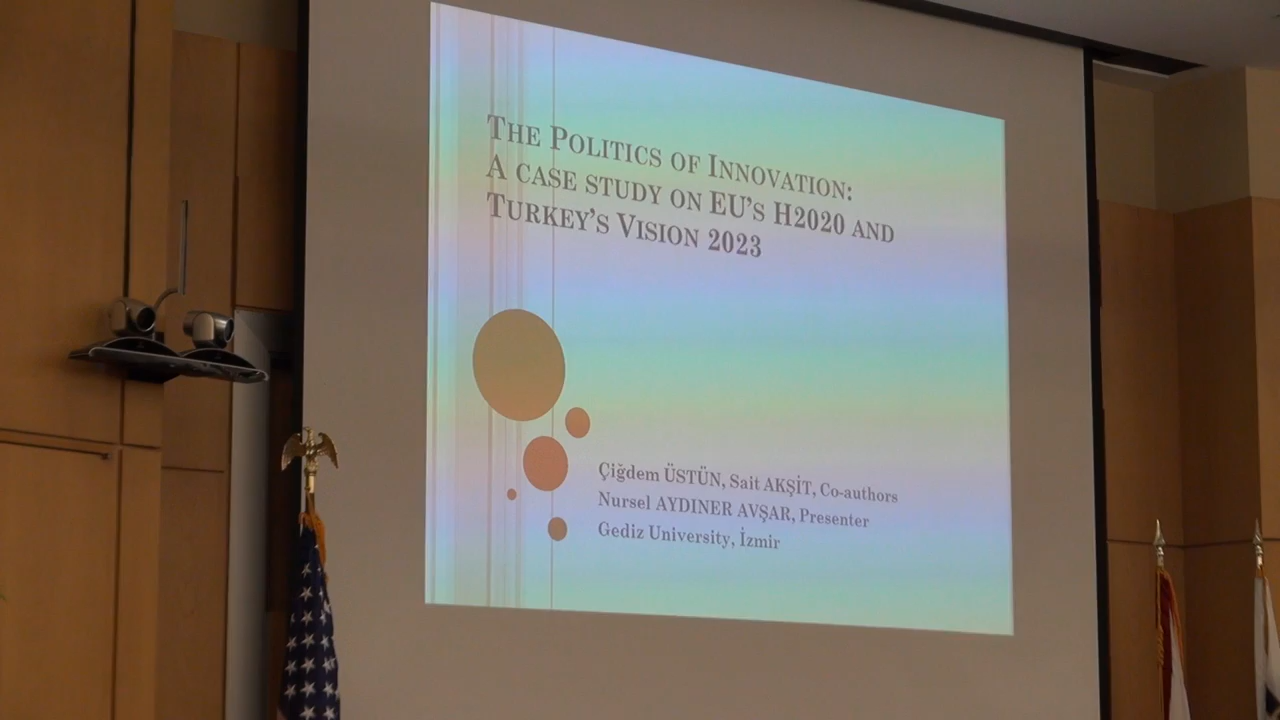 THE POLITICS OF INNOVATION:
A CASE STUDY ON EU'S H2020 AND
TURKEY'S VISION 2023
Çiğdem ÜSTÜN, Sait AKŞİT, Co-authors
Nursel AYDINER AVŞAR, Presenter
Gediz University, İzmir